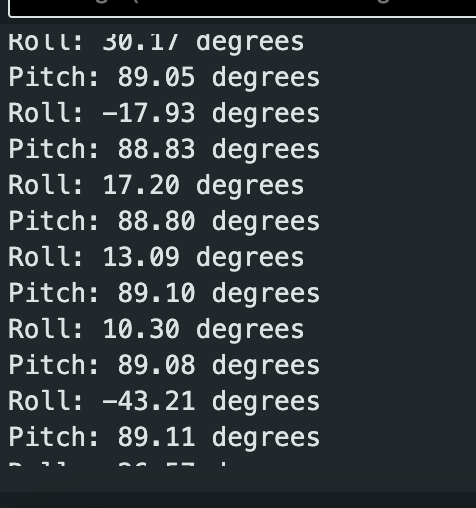 Roll: 30.17 degrees
Pitch: 89.05 degrees
Roll: -17.93 degrees
Pitch: 88.83 degrees
Roll: 17.20 degrees
Pitch: 88.80 degrees
Roll: 13.09 degrees
Pitch: 89.10 degrees
Roll: 10.30 degrees
Pitch: 89.08 degrees
Roll: -43.21 degrees
Pitch: 89.11 degrees